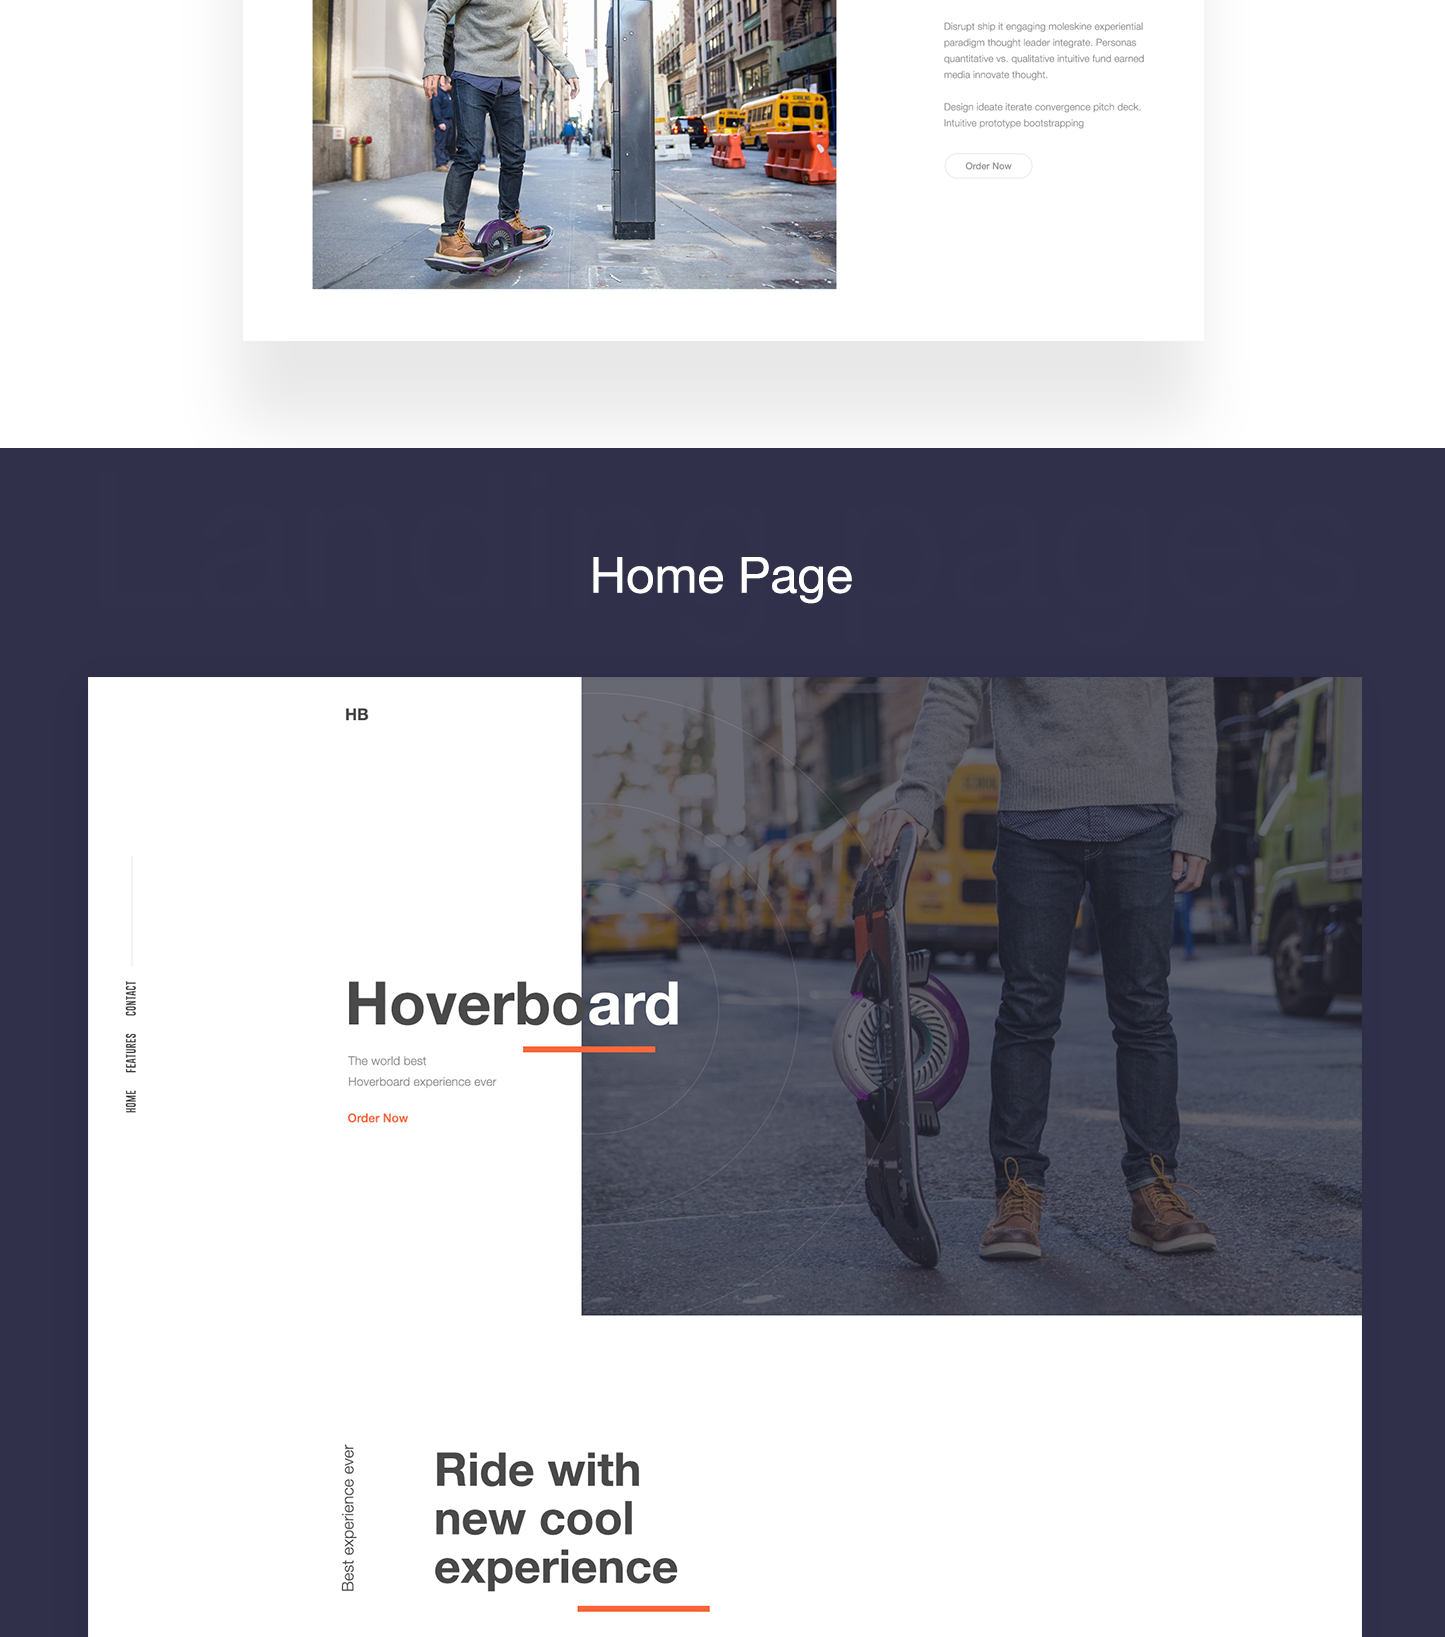 Disrupt ship it engaging moleskine experiential
paradigm thought leader integrate. Personas
quantitative vs. qualitative intuitive fund earned
media innovate thought.
Design ideate iterate convergence pitch deck.
Intuitive prototype bootstrapping
Order Now
Landing pages
Home Page
HB
CONTACT
FEATURES
HOME
Hoverboard
The world best
Hoverboard experience ever
Order Now
Best experience ever
Ride with
new cool
experience